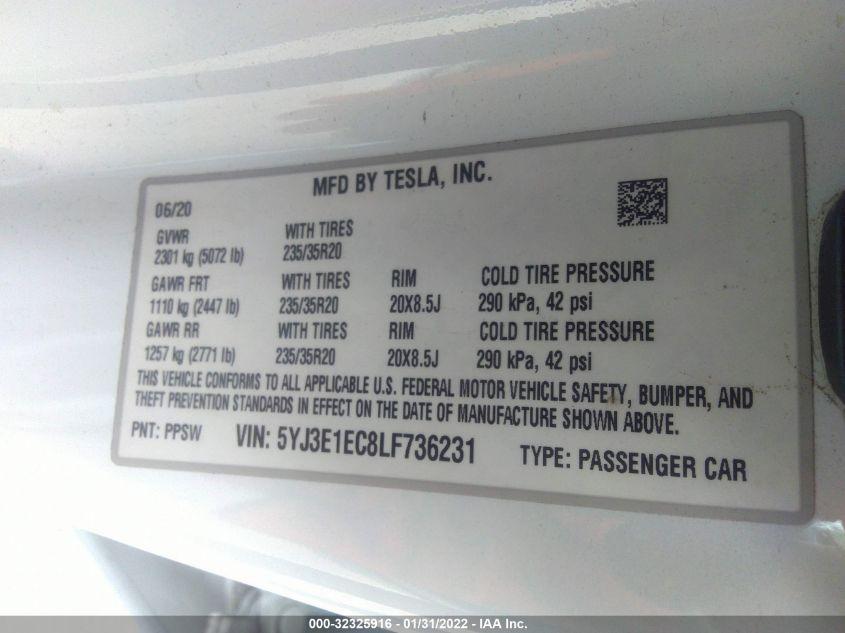 MFD BY TESLA, INC.
06/20
GVWR WITH TIRES
2301 kg (5072 lb) 235/35R20
GAWR FRT WITH TIRES RIM COLD TIRE PRESSURE
1110 kg (2447 lb) 235/35R20 20X8.5J 290 kPa, 42 psi
GAWR RR WITH TIRES RIM COLD TIRE PRESSURE
1257 kg (2771 lb) 235/35R20 20X8.5J 290 kPa, 42 psi
THIS VEHICLE CONFORMS TO ALL APPLICABLE U.S. FEDERAL MOTOR VEHICLE SAFETY, BUMPER, AND
THEFT PREVENTION STANDARDS IN EFFECT ON THE DATE OF MANUFACTURE SHOWN ABOVE.
PNT: PPSW VIN: 5YJ3E1EC8LF736231 TYPE: PASSENGER CAR
000-32325916 - 01/31/2022 - IAA Inc.